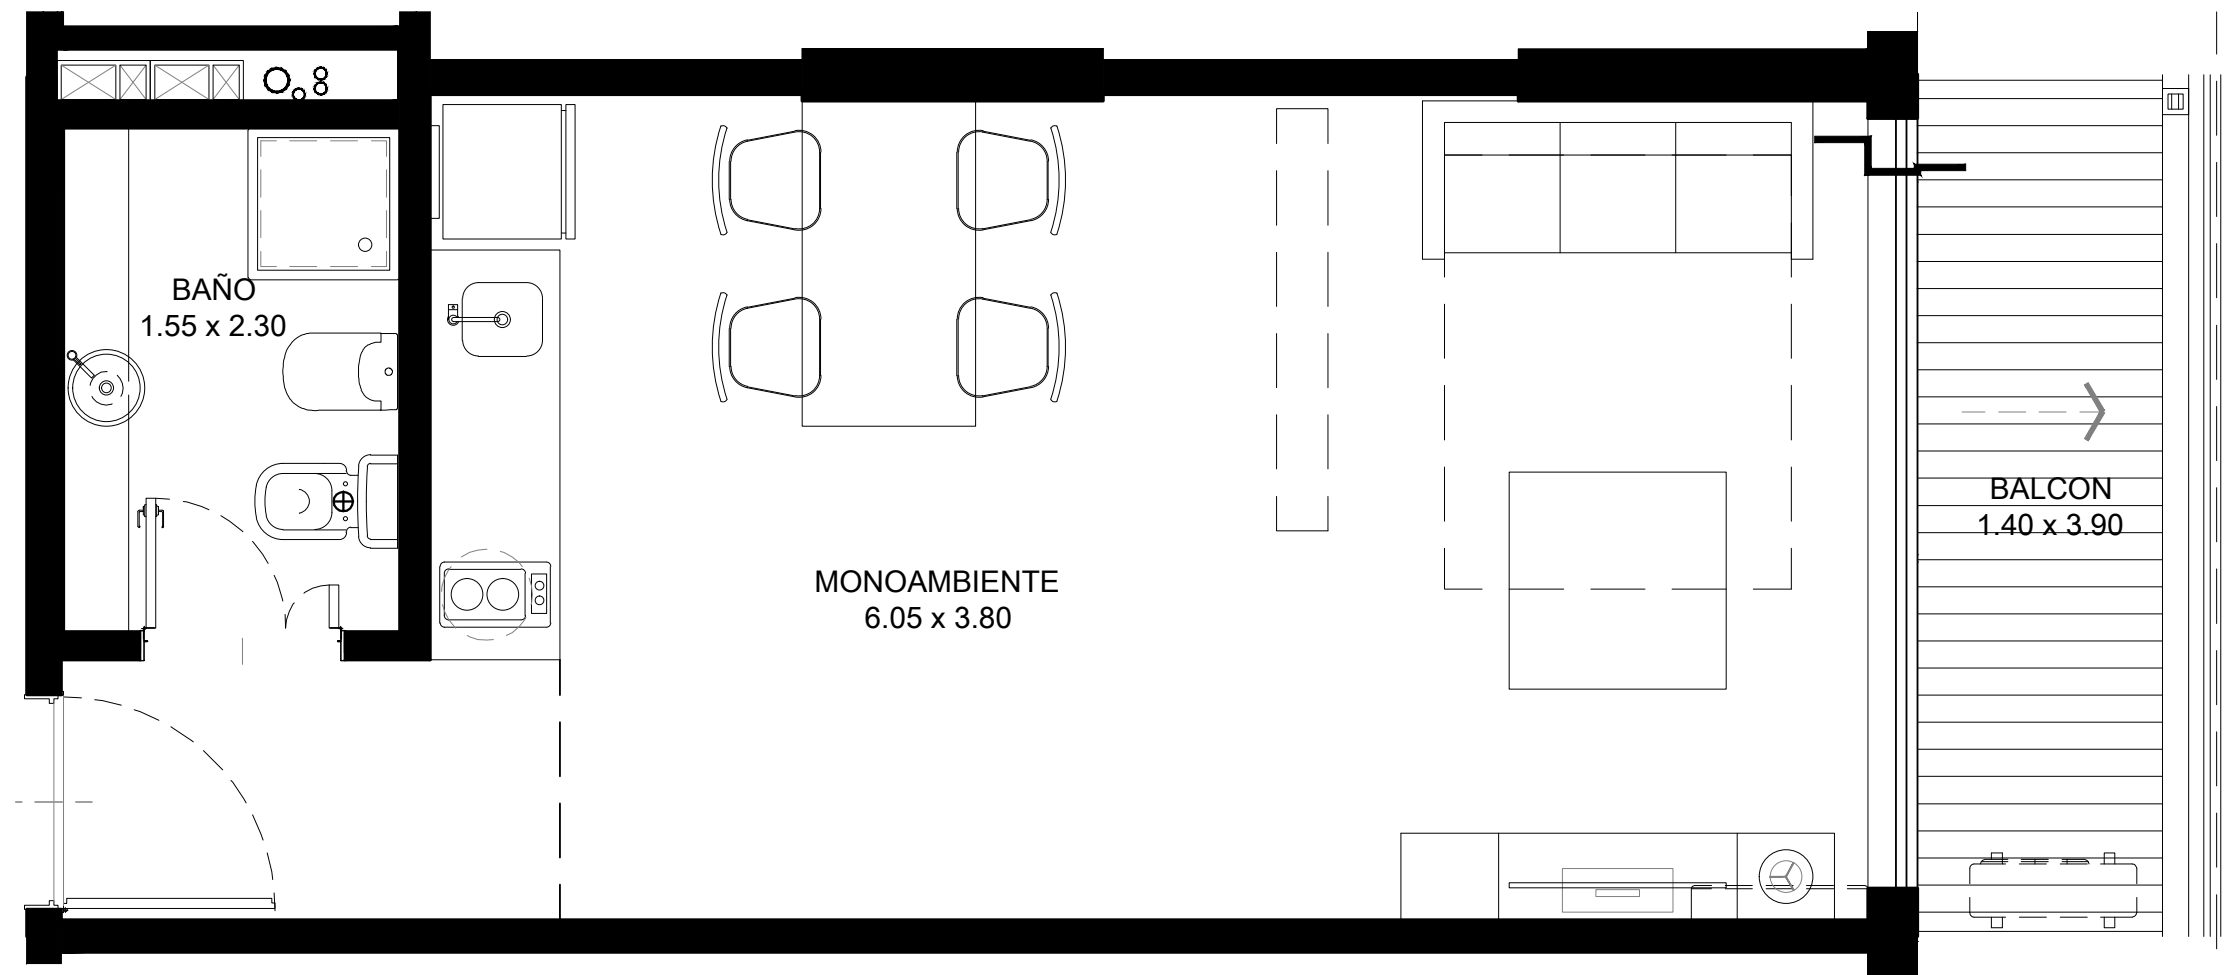 BAÑO
1.55 x 2.30
MONOAMBIENTE
6.05 x 3.80
BALCON
1.40 x 3.90